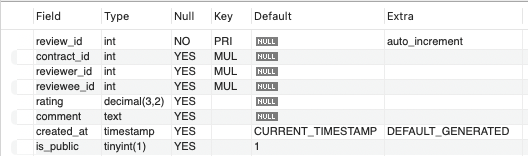 Field Type Null Key Default Extra
review_id int NO PRI NULL auto_increment
contract_id int YES MUL NULL
reviewer_id int YES MUL NULL
reviewee_id int YES MUL NULL
rating decimal(3,2) YES NULL
comment text YES NULL
created_at timestamp YES CURRENT_TIMESTAMP DEFAULT_GENERATED
is_public tinyint(1) YES 1